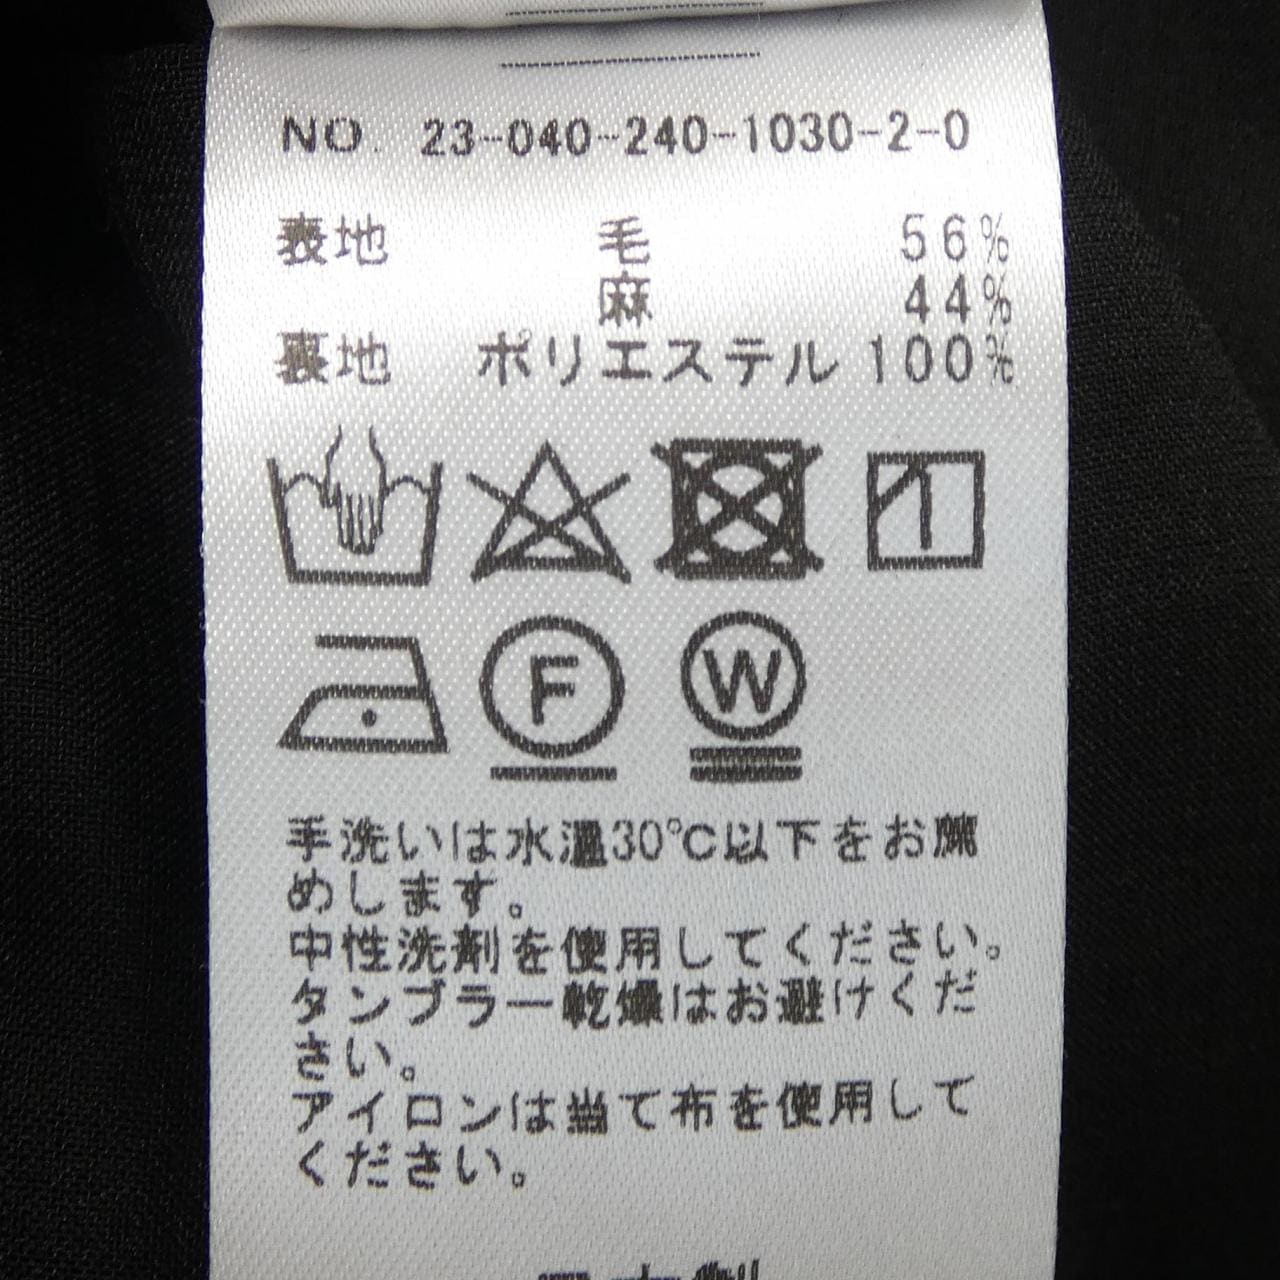 NO. 23-040-240-1030-2-0
表地 毛 56%
麻 44%
裏地 ポリエステル 100%
F W
手洗いは水温30℃以下をお薦
めします。
中性洗剤を使用してください。
タンブラー乾燥はお避けくだ
さい。
アイロンは当て布を使用して
ください。